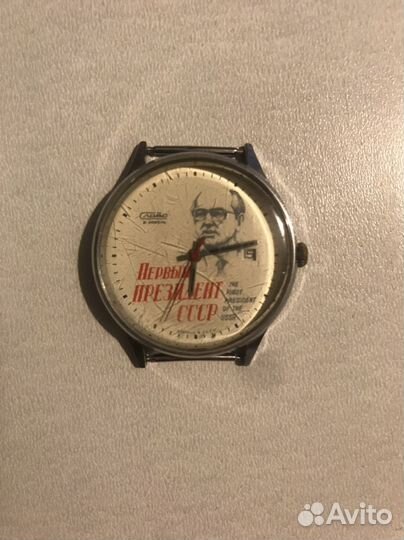 Слава
Первый
ПРЕЗИДЕНТ
СССР
THE
FIRST
PRESIDENT
OF THE
USSR
Avito